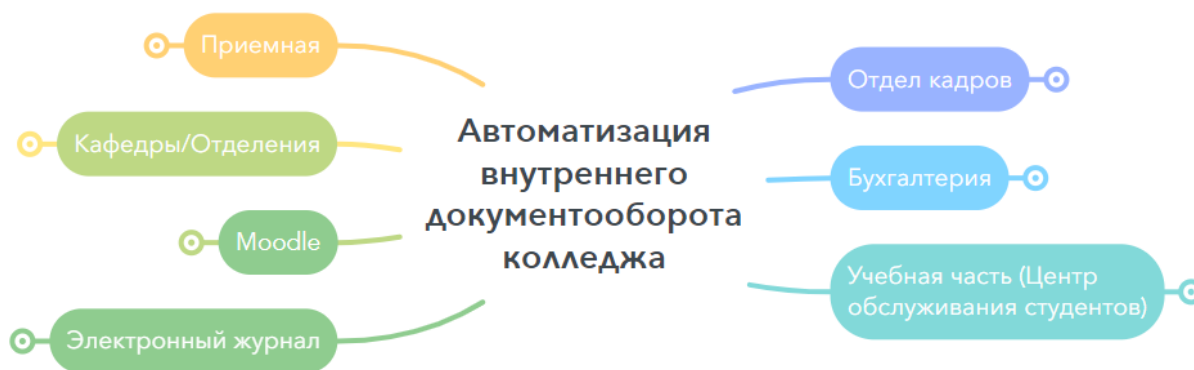 Приемная
Кафедры/Отделения
Moodle
Электронный журнал
Автоматизация
внутреннего
документооборота
колледжа
Отдел кадров
Бухгалтерия
Учебная часть (Центр
обслуживания студентов)